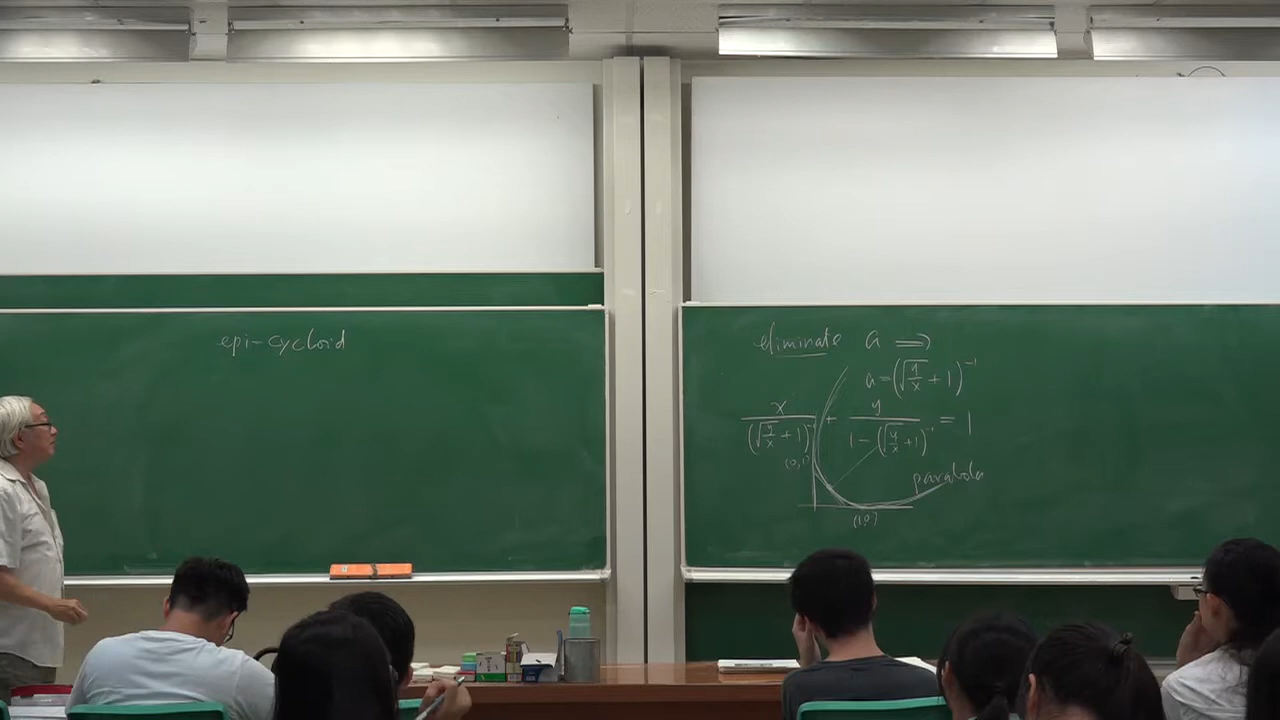 epi-cycloid
eliminate a ⟹
a = (√(y/x) + 1)⁻¹
x/(√(y/x) + 1)⁻¹ + y/(1 − (√(y/x) + 1)⁻¹) = 1
(0,1)
parabola
(1,0)